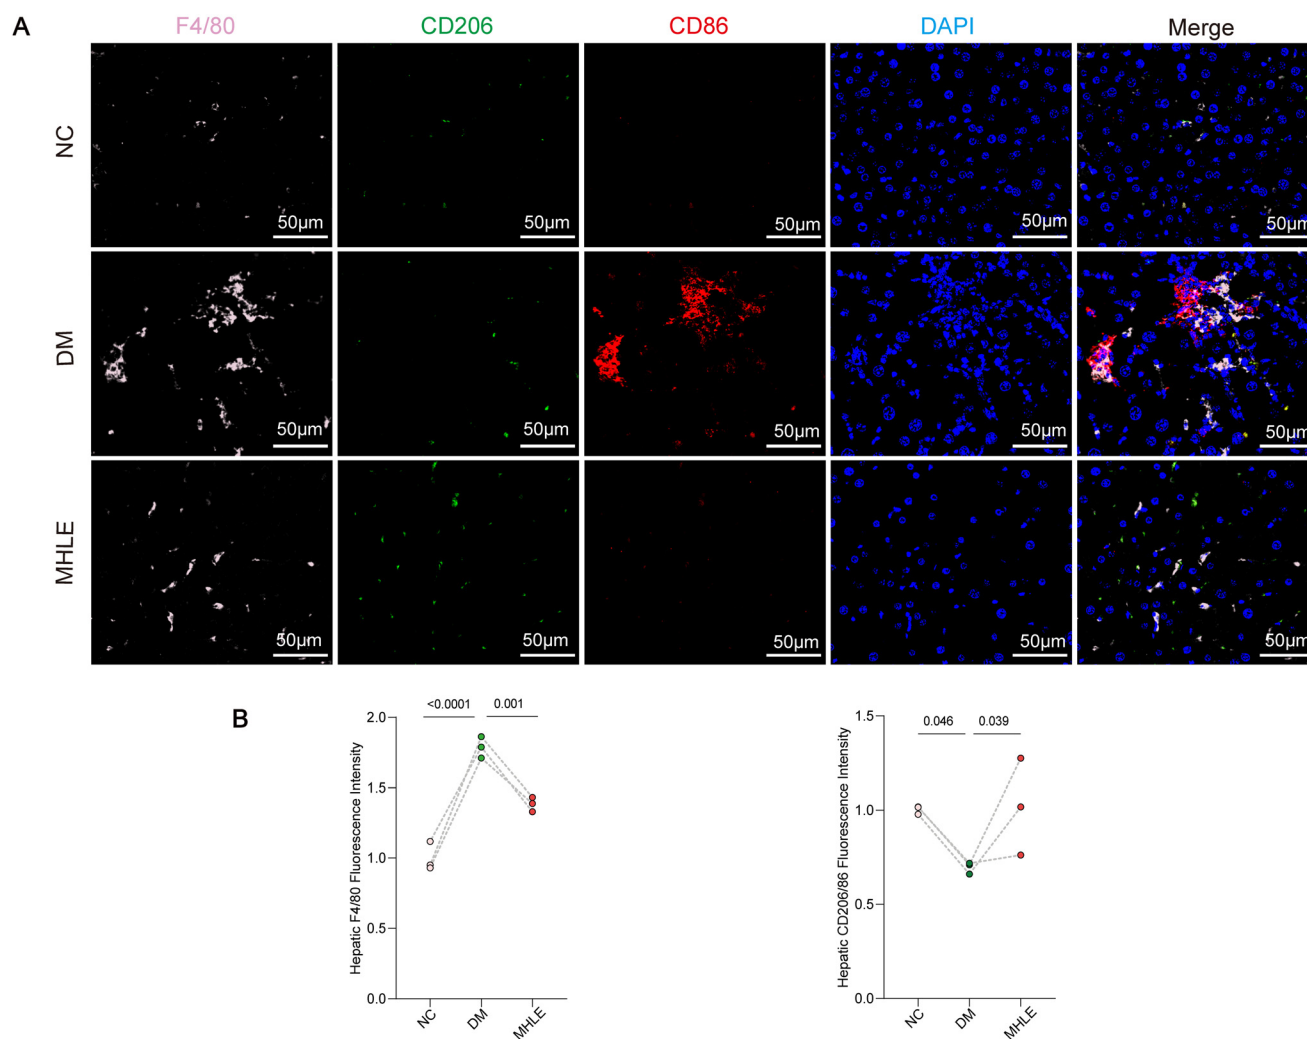 A
F4/80 CD206 CD86 DAPI Merge
NC
50μm 50μm 50μm 50μm 50μm
DM
50μm 50μm 50μm 50μm 50μm
MHLE
50μm 50μm 50μm 50μm 50μm
B
Hepatic F4/80 Fluorescence Intensity
<0.0001 0.001
2.0
1.5
1.0
0.5
0.0
NC DM MHLE
Hepatic CD206/86 Fluorescence Intensity
0.046 0.039
1.5
1.0
0.5
0.0
NC DM MHLE